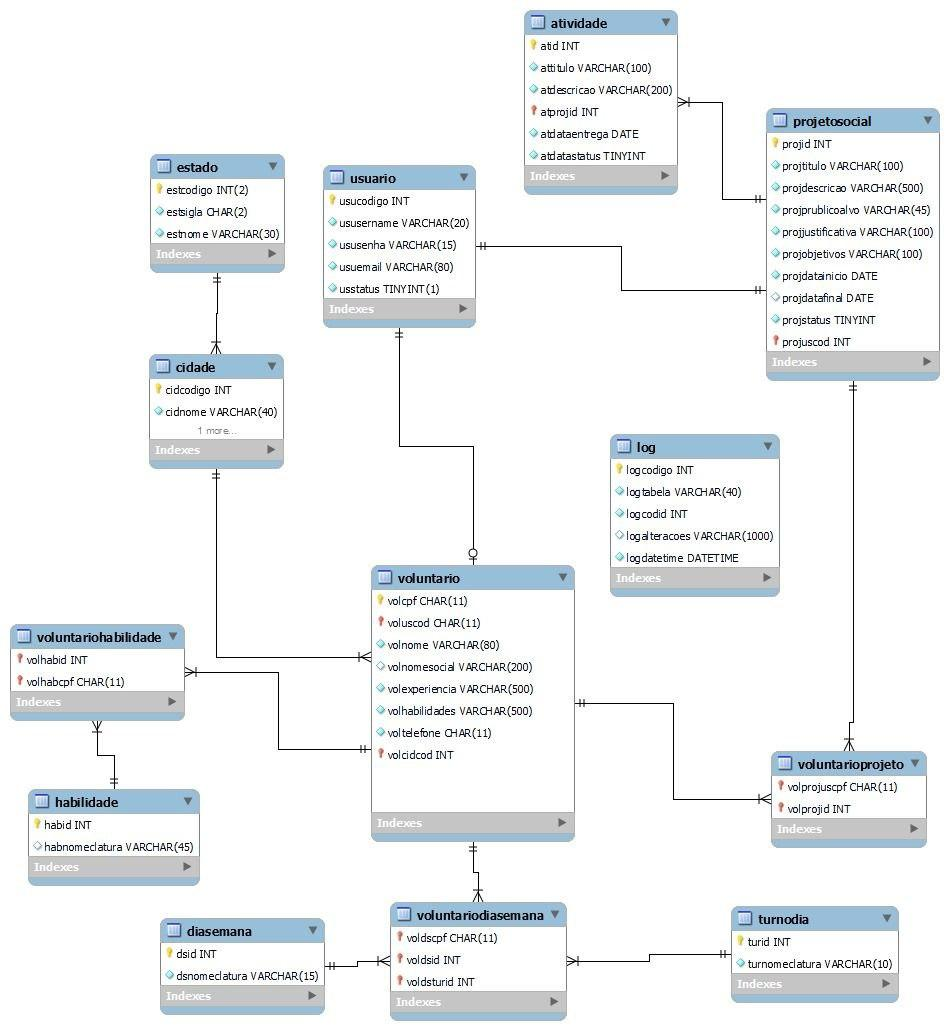 atividade
atid INT
attitulo VARCHAR(100)
atdescricao VARCHAR(200)
atprojid INT
atdataentrega DATE
atdatastatus TINYINT
Indexes
projetosocial
projid INT
projtitulo VARCHAR(100)
projdescricao VARCHAR(500)
projprublicoalvo VARCHAR(45)
projjustificativa VARCHAR(100)
projobjetivos VARCHAR(100)
projdatainicio DATE
projdatafinal DATE
projstatus TINYINT
projuscod INT
Indexes
estado
estcodigo INT(2)
estsigla CHAR(2)
estnome VARCHAR(30)
Indexes
usuario
usucodigo INT
ususername VARCHAR(20)
ususenha VARCHAR(15)
usuemail VARCHAR(80)
usstatus TINYINT(1)
Indexes
cidade
cidcodigo INT
cidnome VARCHAR(40)
1 more...
Indexes
log
logcodigo INT
logtabela VARCHAR(40)
logcodid INT
logalteracoes VARCHAR(1000)
logdatetime DATETIME
Indexes
voluntario
volcpf CHAR(11)
voluscod CHAR(11)
volnome VARCHAR(80)
volnomesocial VARCHAR(200)
volexperiencia VARCHAR(500)
volhabilidades VARCHAR(500)
voltelefone CHAR(11)
volcidcod INT
Indexes
voluntariohabilidade
volhabid INT
volhabcpf CHAR(11)
Indexes
habilidade
habid INT
habnomeclatura VARCHAR(45)
Indexes
voluntarioprojeto
volprojuscpf CHAR(11)
volprojid INT
Indexes
diasemana
dsid INT
dsnomeclatura VARCHAR(15)
Indexes
voluntariodiasemana
voldscpf CHAR(11)
voldsid INT
voldsturid INT
Indexes
turnodia
turid INT
turnomeclatura VARCHAR(10)
Indexes